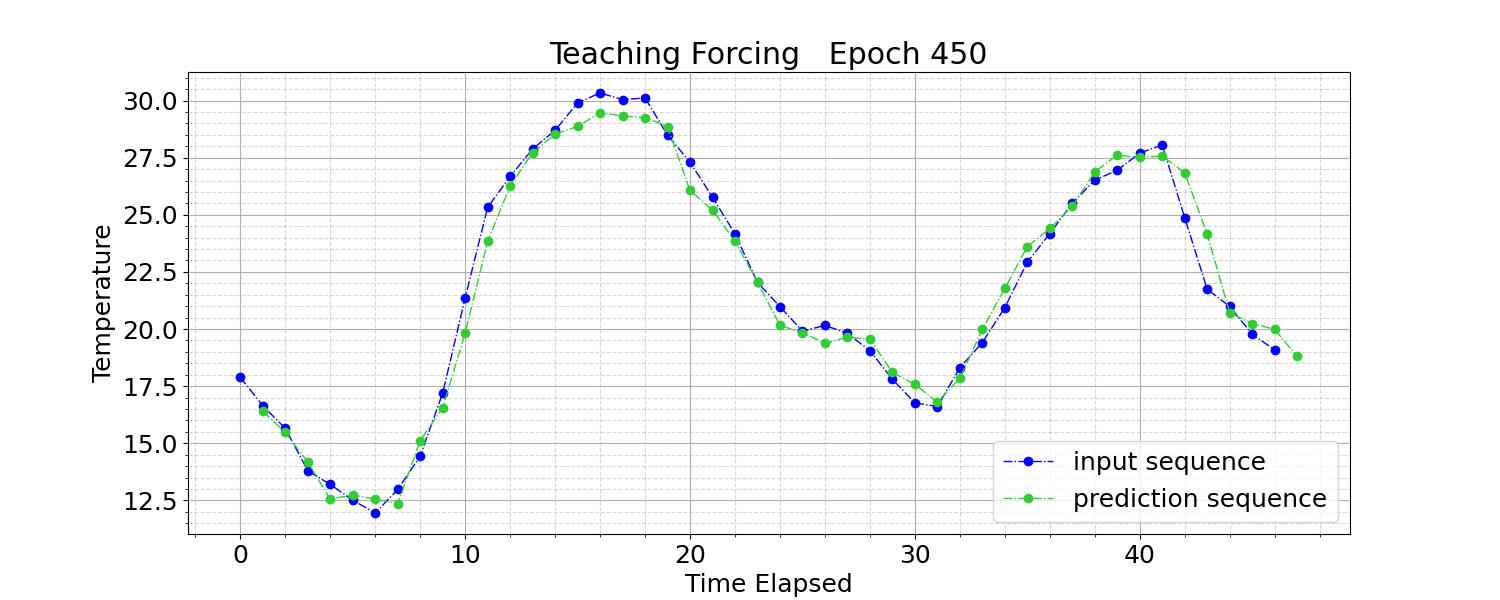 Teaching Forcing   Epoch 450
30.0
27.5
25.0
22.5
20.0
17.5
15.0
12.5
Temperature
input sequence
prediction sequence
0 10 20 30 40
Time Elapsed